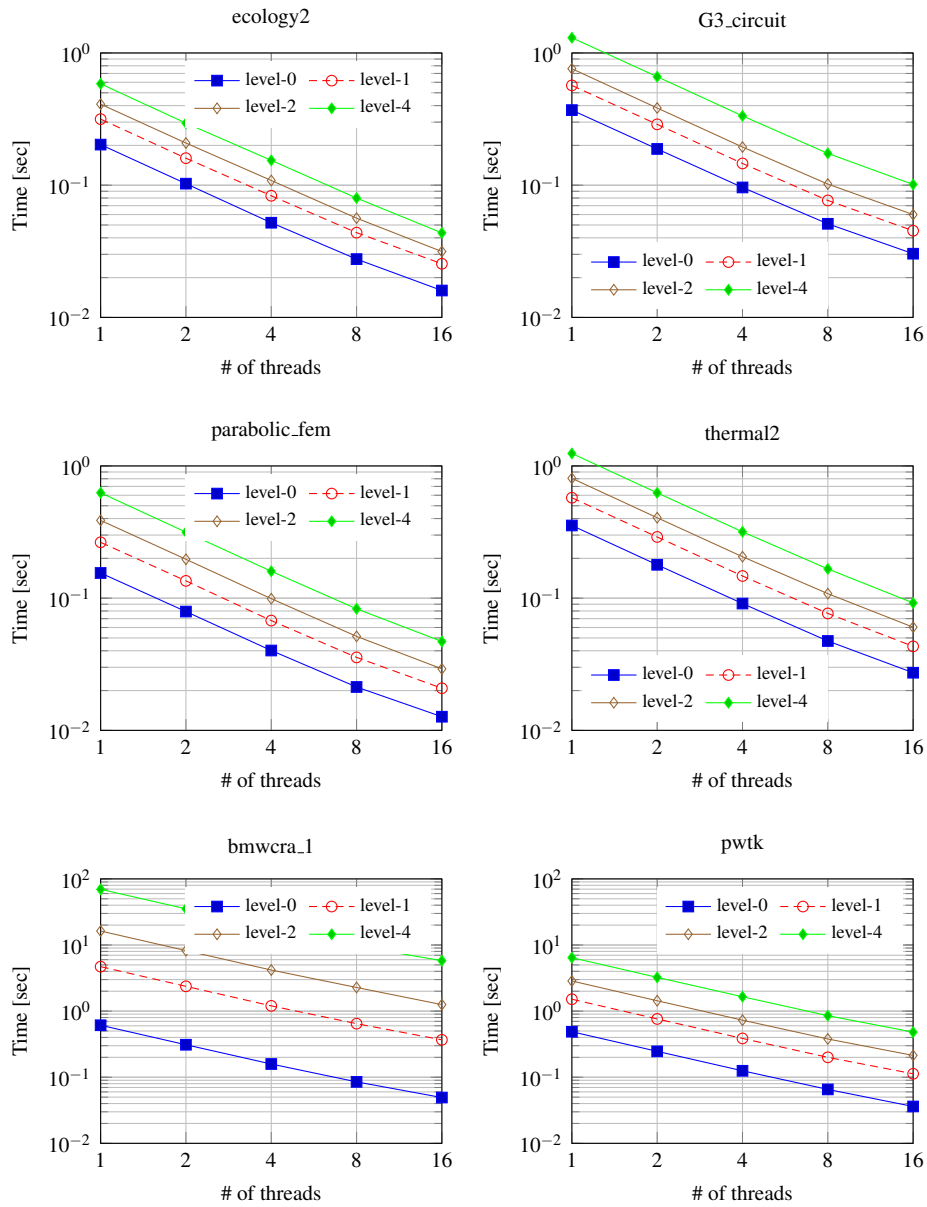 ecology2
10^0
10^−1
10^−2
Time [sec]
level-0 level-1
level-2 level-4
1 2 4 8 16
# of threads
G3_circuit
10^0
10^−1
10^−2
Time [sec]
level-0 level-1
level-2 level-4
1 2 4 8 16
# of threads
parabolic_fem
10^0
10^−1
10^−2
Time [sec]
level-0 level-1
level-2 level-4
1 2 4 8 16
# of threads
thermal2
10^0
10^−1
10^−2
Time [sec]
level-0 level-1
level-2 level-4
1 2 4 8 16
# of threads
bmwcra_1
10^2
10^1
10^0
10^−1
10^−2
Time [sec]
level-0 level-1
level-2 level-4
1 2 4 8 16
# of threads
pwtk
10^2
10^1
10^0
10^−1
10^−2
Time [sec]
level-0 level-1
level-2 level-4
1 2 4 8 16
# of threads